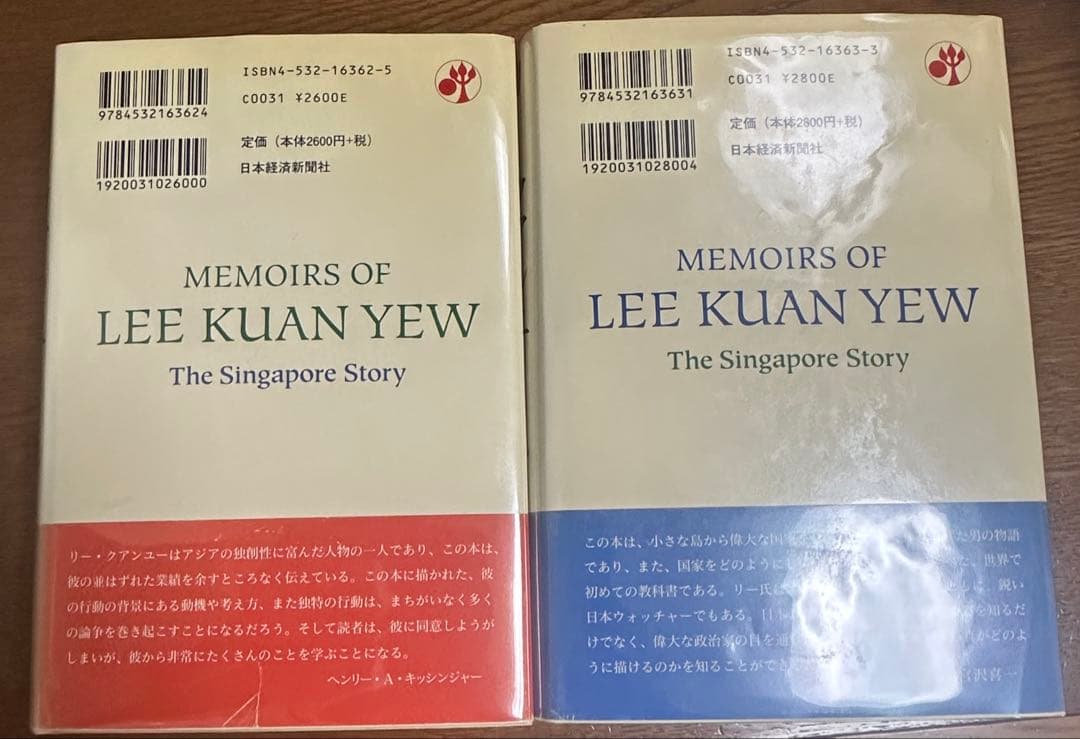 9784532163624
ISBN4-532-16362-5
C0031 ¥2600E
1920031026000
定価（本体2600円+税）
日本経済新聞社
MEMOIRS OF
LEE KUAN YEW
The Singapore Story
リー・クアンユーはアジアの独創性に富んだ人物の一人であり、この本は、
彼の並はずれた業績を余すところなく伝えている。この本に描かれた、彼
の行動の背景にある動機や考え方、また独特の行動は、まちがいなく多く
の論争を巻き起こすことになるだろう。そして読者は、彼に同意しようが
しまいが、彼から非常にたくさんのことを学ぶことになる。
ヘンリー・A・キッシンジャー
9784532163631
ISBN4-532-16363-3
C0031 ¥2800E
1920031028004
定価（本体2800円+税）
日本経済新聞社
MEMOIRS OF
LEE KUAN YEW
The Singapore Story
この本は、小さな島から偉大な国 た男の物語
であり、また、国家をどのように 世界で
初めての教科書である。リー氏 鋭い
日本ウォッチャーでもある。 を知るだ
けでなく、偉大な政治家の目を がどのよ
うに描けるのかを知ることができ
宮沢喜一